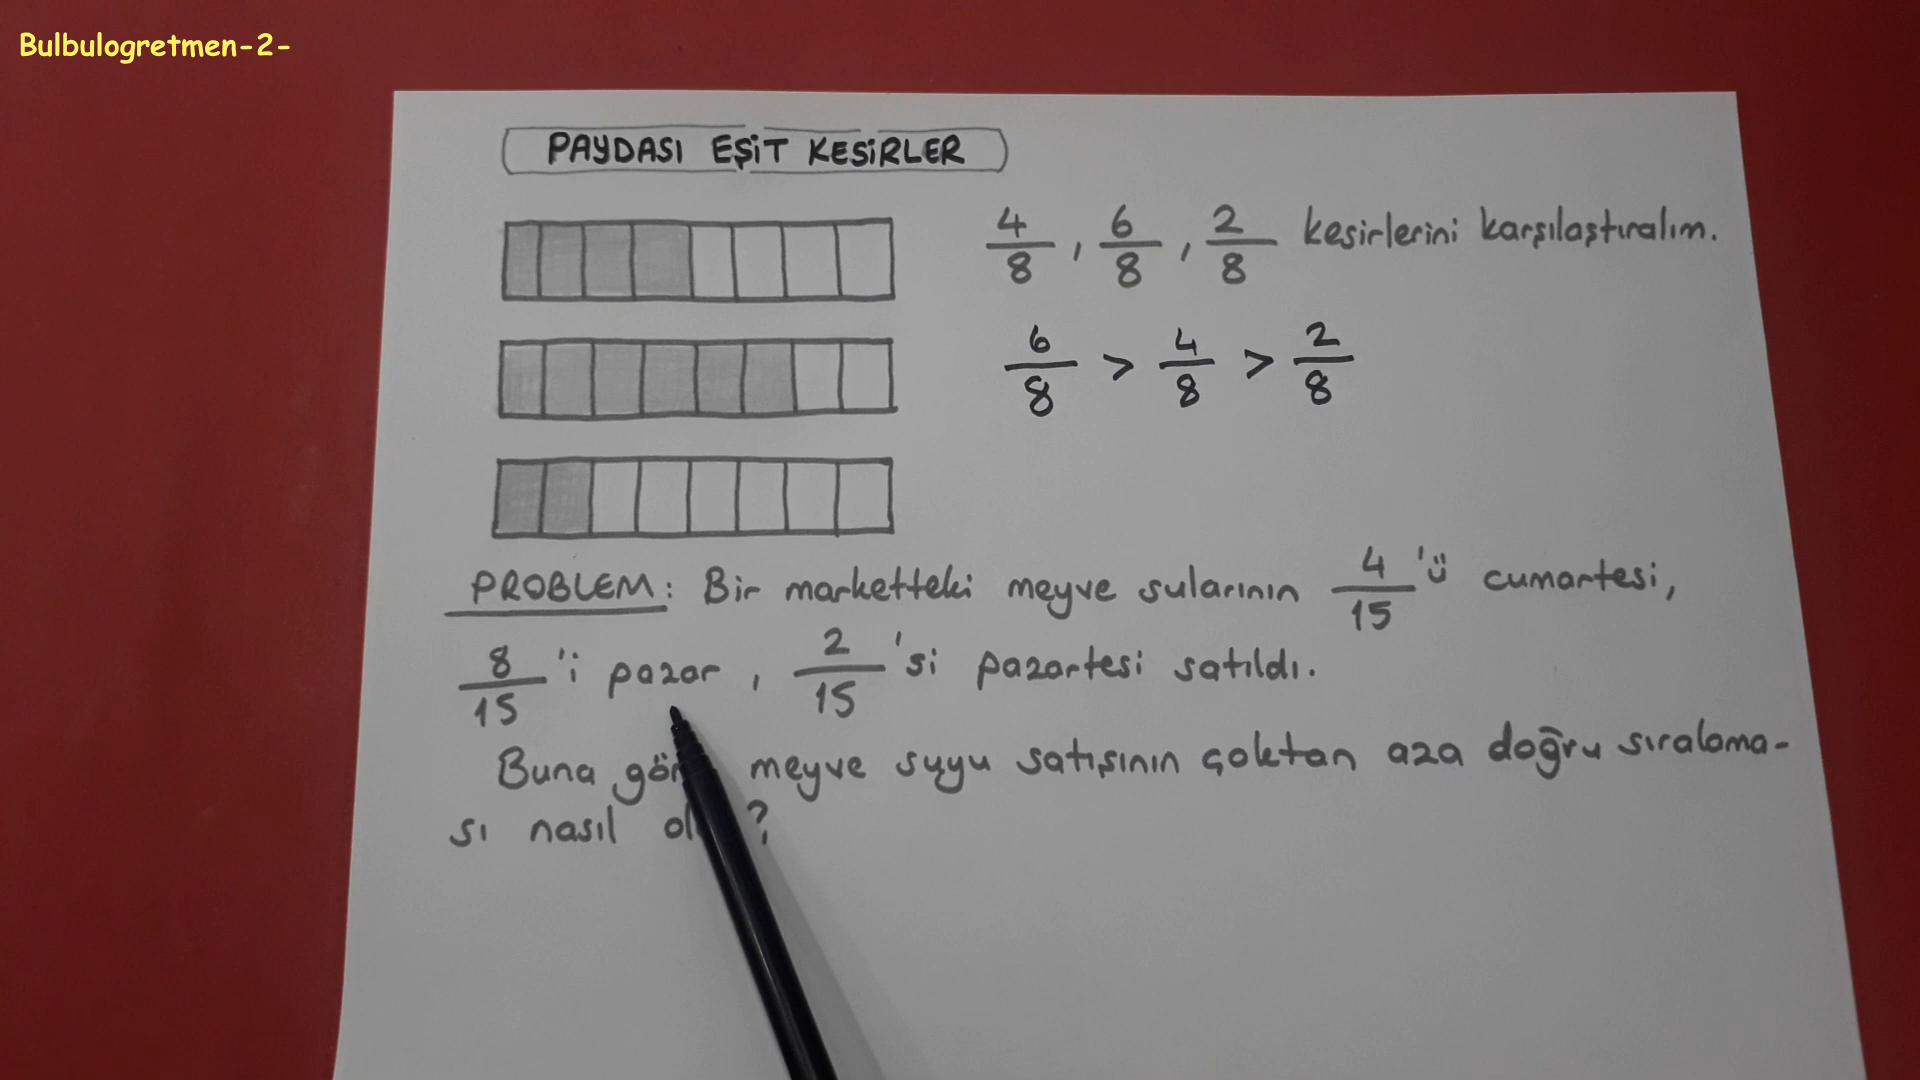 Bulbulogretmen-2-
PAYDASI EŞİT KESİRLER
4/8, 6/8, 2/8 kesirlerini karşılaştıralım.
6/8 > 4/8 > 2/8
PROBLEM: Bir marketteki meyve sularının 4/15'ü cumartesi,
8/15'i pazar, 2/15'si pazartesi satıldı.
Buna meyve suyu satışının çoktan aza doğru sıralama-
sı nasıl ?